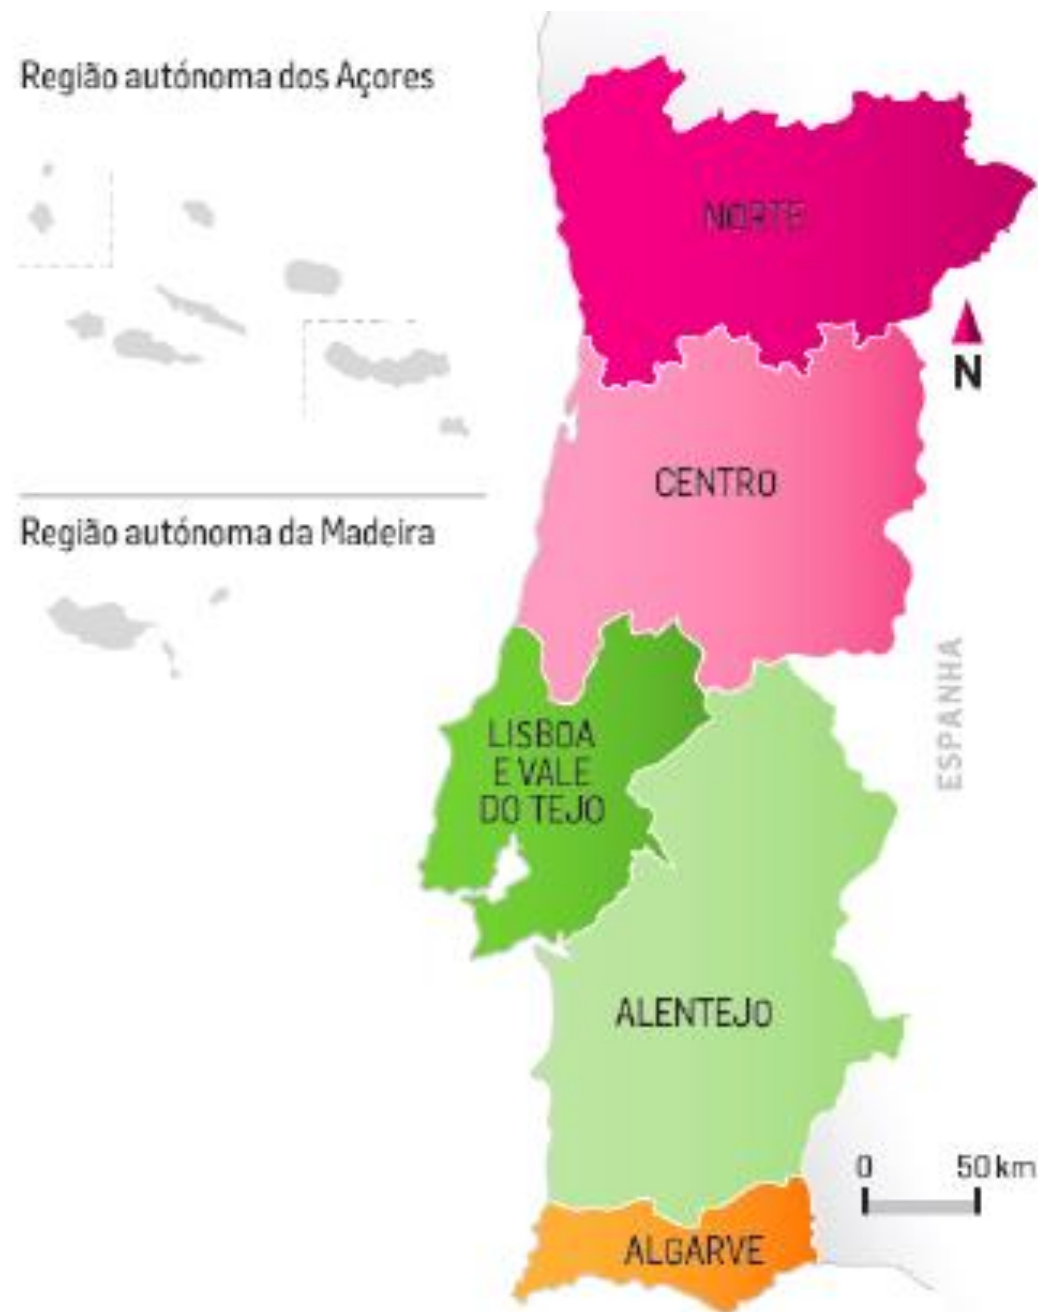 Região autónoma dos Açores
NORTE
N
CENTRO
Região autónoma da Madeira
ESPANHA
LISBOA
E VALE
DO TEJO
ALENTEJO
0 50 km
ALGARVE